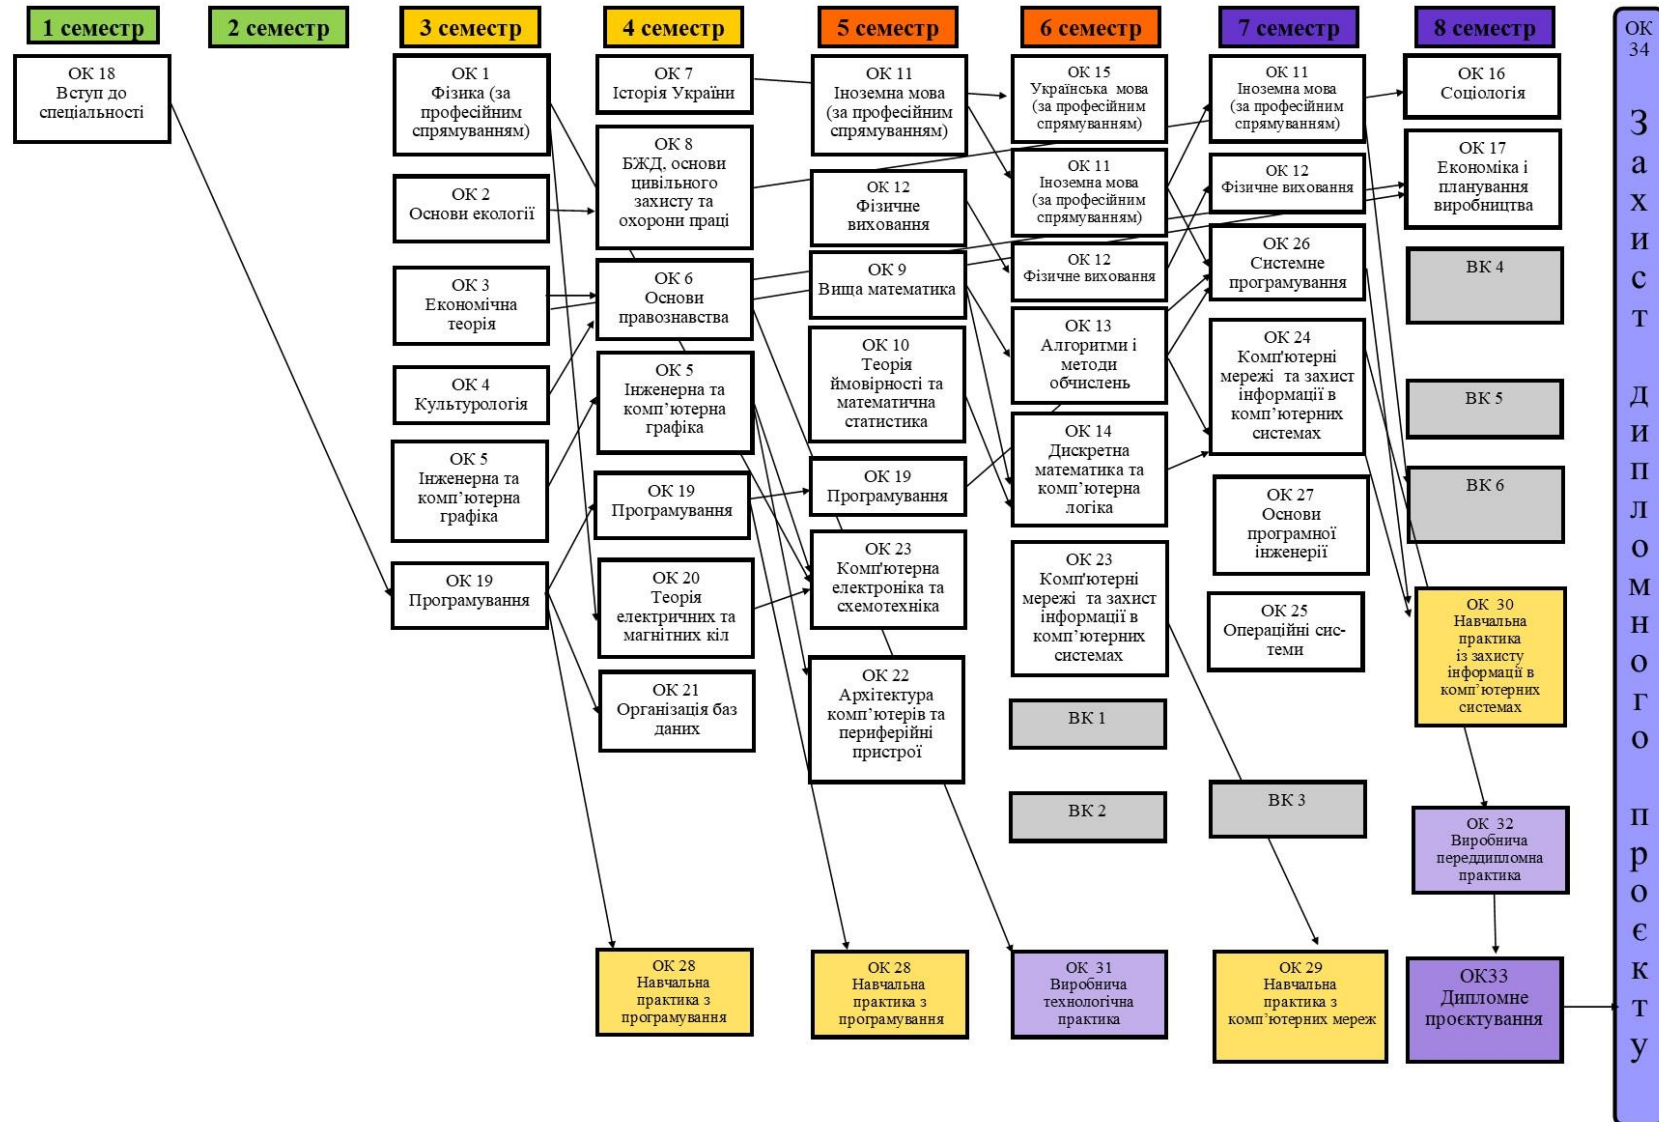 1 семестр
2 семестр
3 семестр
4 семестр
5 семестр
6 семестр
7 семестр
8 семестр
ОК 18
Вступ до
спеціальності
ОК 1
Фізика (за
професійним
спрямуванням)
ОК 2
Основи екології
ОК 3
Економічна
теорія
ОК 4
Культурологія
ОК 5
Інженерна та
комп’ютерна
графіка
ОК 19
Програмування
ОК 7
Історія України
ОК 8
БЖД, основи
цивільного
захисту та
охорони праці
ОК 6
Основи
правознавства
ОК 5
Інженерна та
комп’ютерна
графіка
ОК 19
Програмування
ОК 20
Теорія
електричних та
магнітних кіл
ОК 21
Організація баз
даних
ОК 28
Навчальна
практика з
програмування
ОК 11
Іноземна мова
(за професійним
спрямуванням)
ОК 12
Фізичне
виховання
ОК 9
Вища математика
ОК 10
Теорія
ймовірності та
математична
статистика
ОК 19
Програмування
ОК 23
Комп'ютерна
електроніка та
схемотехніка
ОК 22
Архітектура
комп’ютерів та
периферійні
пристрої
ОК 28
Навчальна
практика з
програмування
ОК 15
Українська мова
(за професійним
спрямуванням)
ОК 11
Іноземна мова
(за професійним
спрямуванням)
ОК 12
Фізичне виховання
ОК 13
Алгоритми і
методи
обчислень
ОК 14
Дискретна
математика та
комп'ютерна
логіка
ОК 23
Комп'ютерні
мережі та захист
інформації в
комп’ютерних
системах
ВК 1
ВК 2
ОК 31
Виробнича
технологічна
практика
ОК 11
Іноземна мова
(за професійним
спрямуванням)
ОК 12
Фізичне виховання
ОК 26
Системне
програмування
ОК 24
Комп'ютерні
мережі та захист
інформації в
комп'ютерних
системах
ОК 27
Основи
програмної
інженерії
ОК 25
Операційні сис-
теми
ВК 3
ОК 29
Навчальна
практика з
комп’ютерних мереж
ОК 16
Соціологія
ОК 17
Економіка і
планування
виробництва
ВК 4
ВК 5
ВК 6
ОК 30
Навчальна
практика
із захисту
інформації в
комп’ютерних
системах
ОК 32
Виробнича
переддипломна
практика
ОК33
Дипломне
проєктування
ОК
34
Захист дипломного проєкту